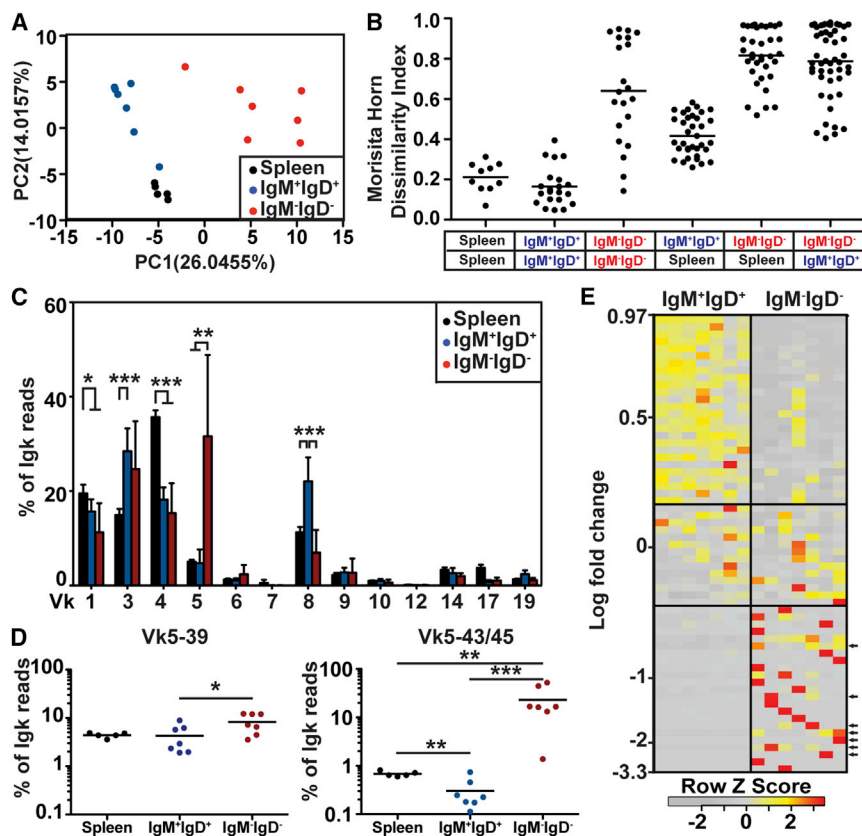 A
10
5
0
-5
-10
-15
-10
-5
0
5
10
15
PC2(14.0157%)
PC1(26.0455%)
Spleen
IgM+IgD+
IgM-IgD-
B
1.0
0.8
0.6
0.4
0.2
0.0
Morisita Horn
Dissimilarity Index
Spleen IgM+IgD+ IgM-IgD- IgM+IgD+ IgM-IgD- IgM-IgD-
Spleen IgM+IgD+ IgM-IgD- Spleen Spleen IgM+IgD+
C
60
40
20
0
% of Igk reads
* *** *** ** ***
Spleen
IgM+IgD+
IgM-IgD-
Vk 1 3 4 5 6 7 8 9 10 12 14 17 19
D
Vk5-39
100
10
1
0.1
% of Igk reads
*
Spleen IgM+IgD+ IgM-IgD-
Vk5-43/45
100
10
1
0.1
% of Igk reads
**
***
**
Spleen IgM+IgD+ IgM-IgD-
E
IgM+IgD+ IgM-IgD-
0.97
0.5
0
-1
-2
-3.3
Log fold change
Row Z Score
-2 0 2